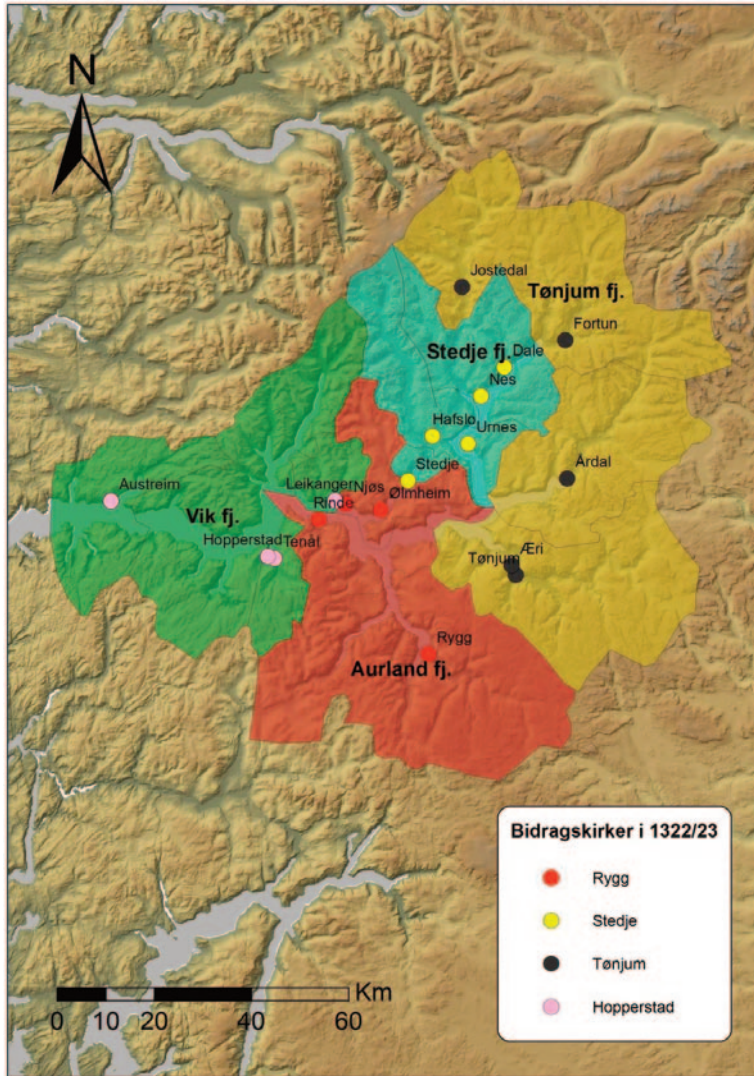 N
Jostedal
Tønjum fj.
Fortun
Stedje fj.
Dale
Nes
Hafslo
Urnes
Stedje
Årdal
Austreim
Leikanger
Njøs
Ølmheim
Rinde
Vik fj.
Hopperstad
Tenål
Tønjum
Æri
Rygg
Aurland fj.
Bidragskirker i 1322/23
Rygg
Stedje
Tønjum
Hopperstad
Km
0 10 20 40 60